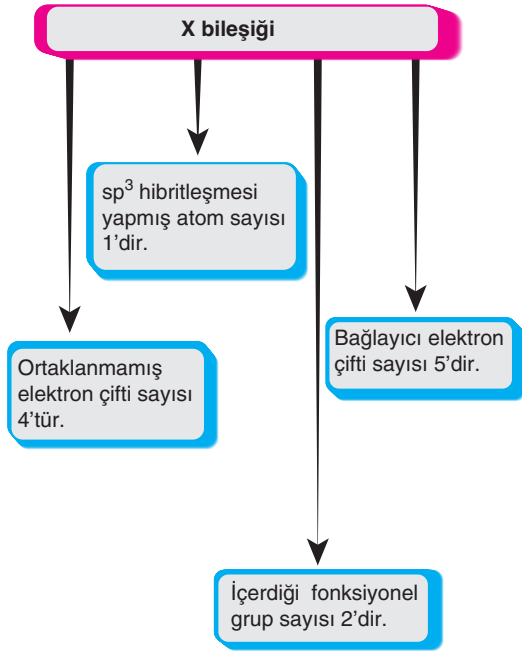 X bileşiği
sp3 hibritleşmesi
yapmış atom sayısı
1'dir.
Ortaklanmamış
elektron çifti sayısı
4'tür.
Bağlayıcı elektron
çifti sayısı 5'dir.
İçerdiği fonksiyonel
grup sayısı 2'dir.